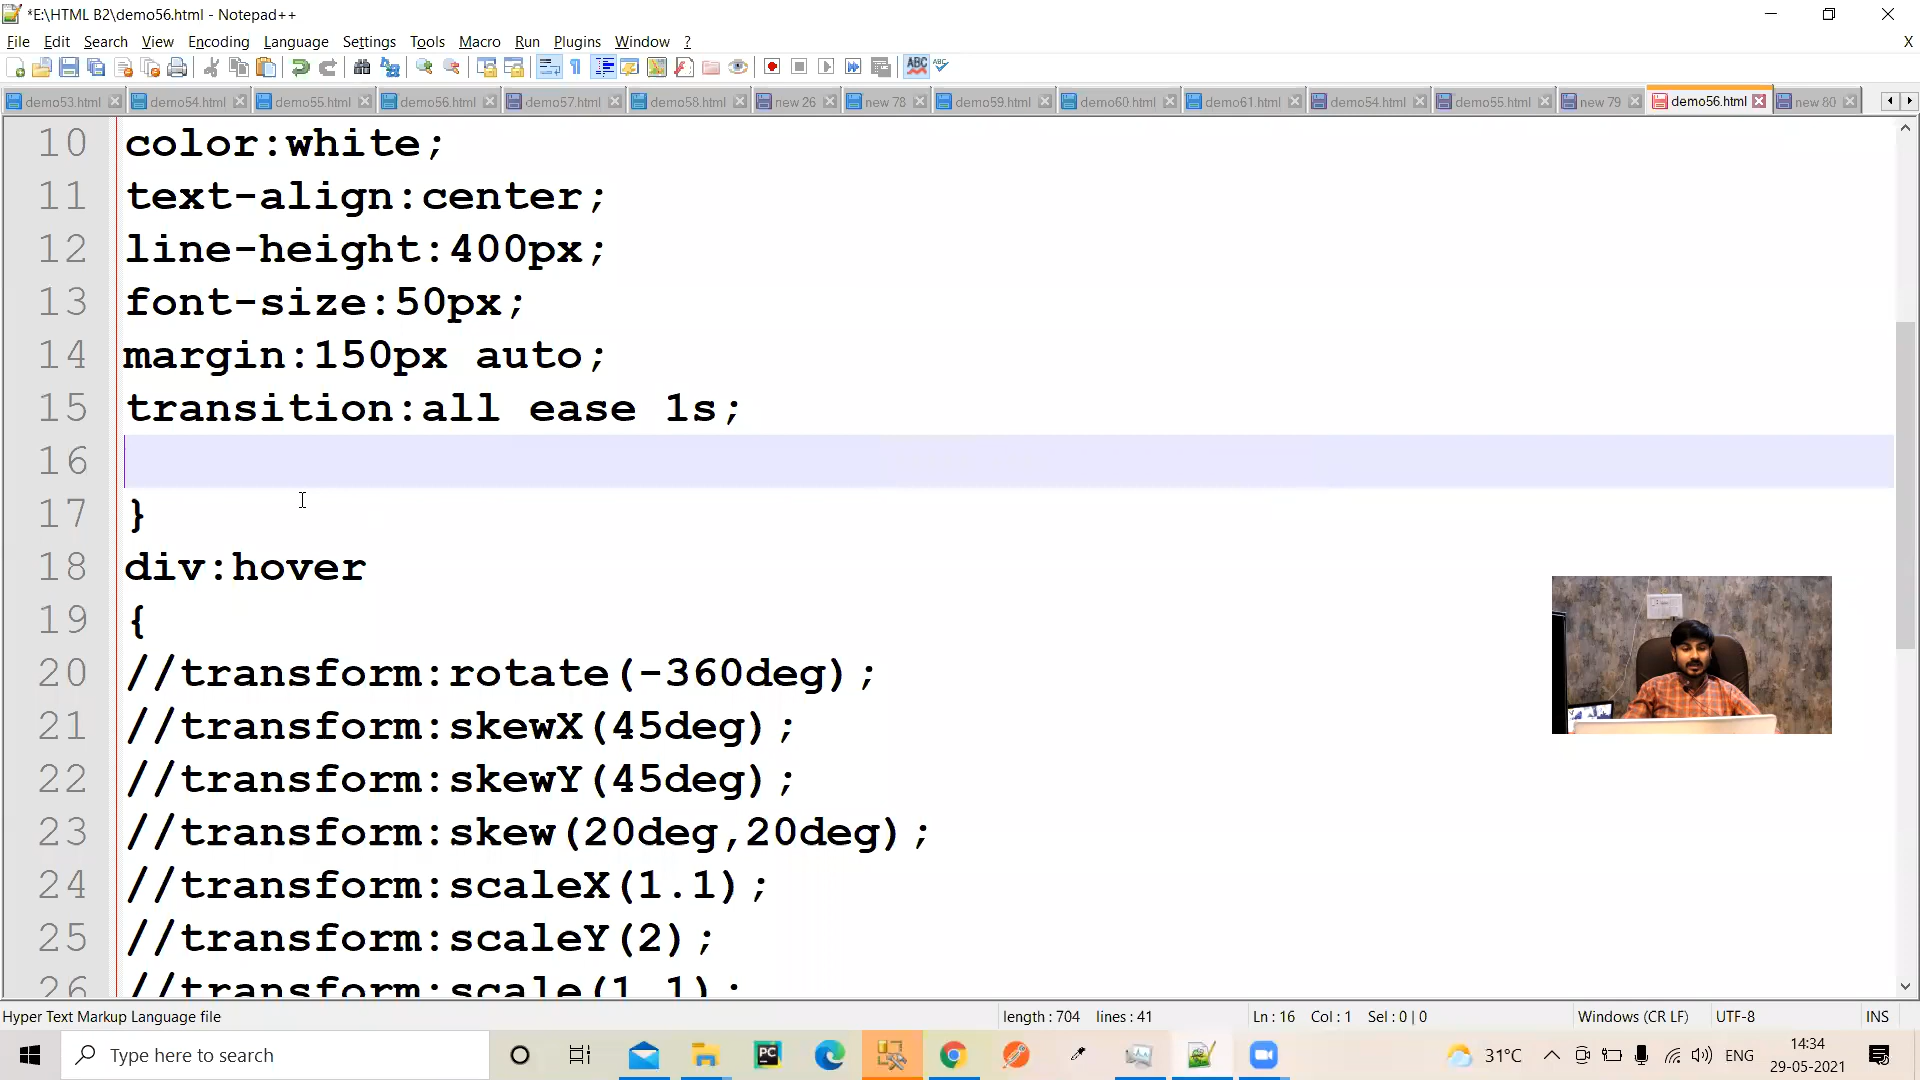 *E:\HTML B2\demo56.html - Notepad++
File Edit Search View Encoding Language Settings Tools Macro Run Plugins Window ? X
demo53.html demo54.html demo55.html demo56.html demo57.html demo58.html new 26 new 78 demo59.html demo60 html demo61.html demo54.html demo55.html new 79 demo56.html new 80
10 color:white;
11 text-align:center;
12 line-height:400px;
13 font-size:50px;
14 margin:150px auto;
15 transition:all ease 1s;
16
17 }
18 div:hover
19 {
20 //transform:rotate(-360deg);
21 //transform:skewX(45deg);
22 //transform:skewY(45deg);
23 //transform:skew(20deg,20deg);
24 //transform:scaleX(1.1);
25 //transform:scaleY(2);
26 //transform:scale(1.1);
Hyper Text Markup Language file length : 704 lines : 41 Ln : 16 Col : 1 Sel : 0 | 0 Windows (CR LF) UTF-8 INS
Type here to search
31°C ENG
14:34
29-05-2021